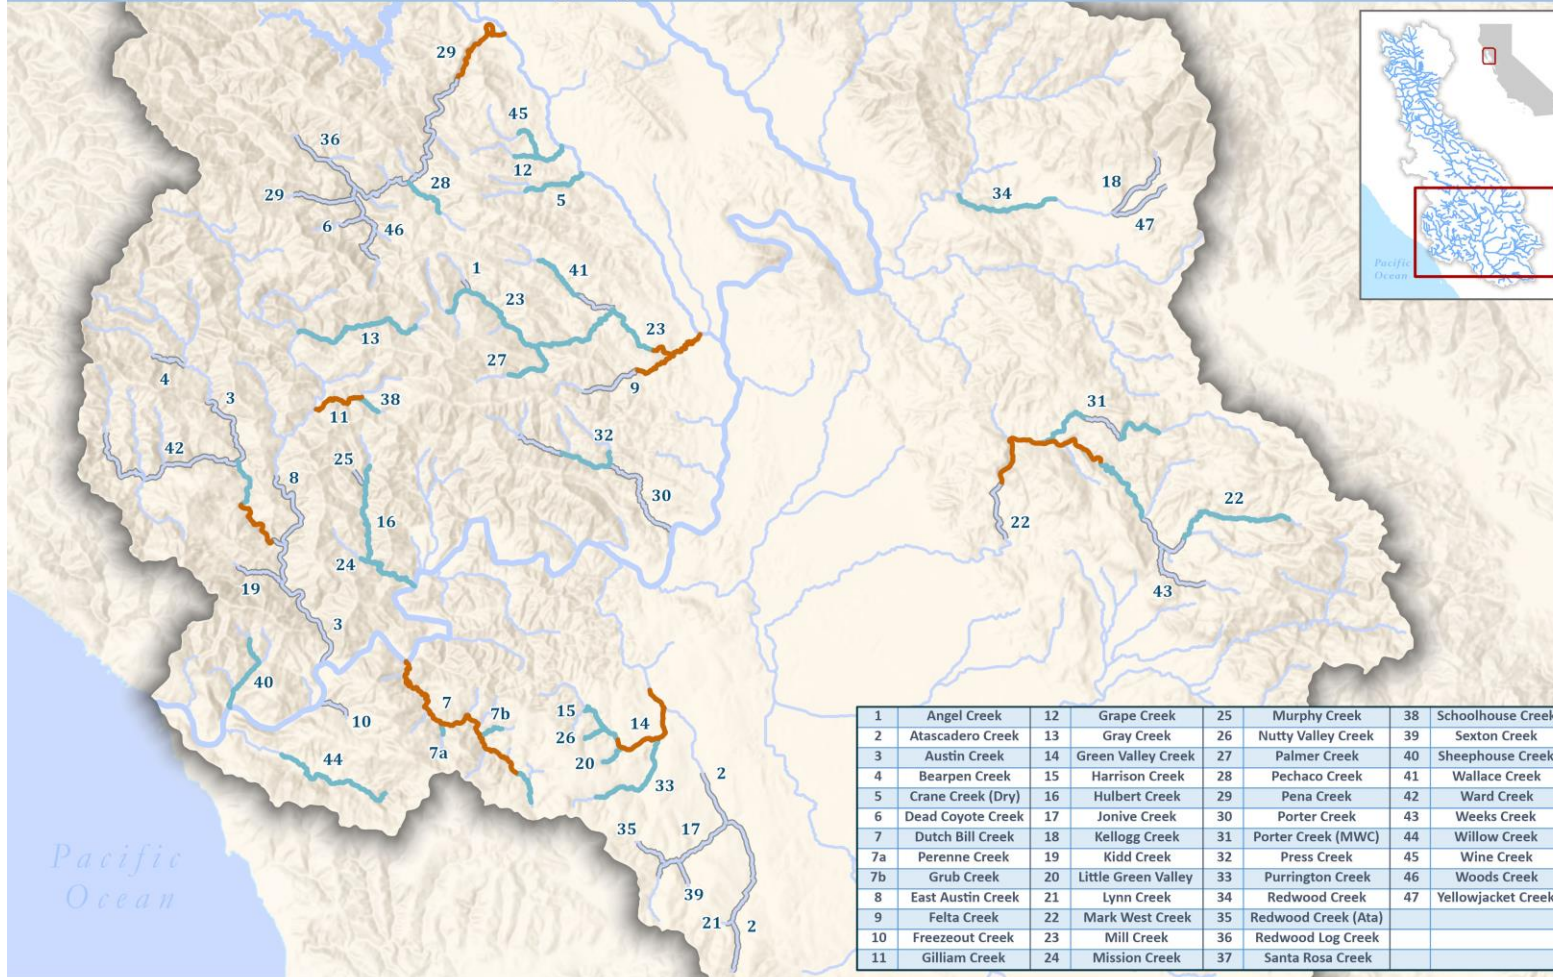 29
45
36
12
28
5
29
6
46
18
34
47
Pacific
Ocean
1
41
23
13
23
27
4
9
3
38
11
31
42
32
25
8
30
22
16
22
24
19
43
3
40
7
7b
10
15
14
26
7a
20
44
33
2
35
17
39
21
2
Pacific
Ocean
1 Angel Creek 12 Grape Creek 25 Murphy Creek 38 Schoolhouse Creek
2 Atascadero Creek 13 Gray Creek 26 Nutty Valley Creek 39 Sexton Creek
3 Austin Creek 14 Green Valley Creek 27 Palmer Creek 40 Sheephouse Creek
4 Bearpen Creek 15 Harrison Creek 28 Pechaco Creek 41 Wallace Creek
5 Crane Creek (Dry) 16 Hulbert Creek 29 Pena Creek 42 Ward Creek
6 Dead Coyote Creek 17 Jonive Creek 30 Porter Creek 43 Weeks Creek
7 Dutch Bill Creek 18 Kellogg Creek 31 Porter Creek (MWC) 44 Willow Creek
7a Perenne Creek 19 Kidd Creek 32 Press Creek 45 Wine Creek
7b Grub Creek 20 Little Green Valley 33 Purrington Creek 46 Woods Creek
8 East Austin Creek 21 Lynn Creek 34 Redwood Creek 47 Yellowjacket Creek
9 Felta Creek 22 Mark West Creek 35 Redwood Creek (Ata)
10 Freezeout Creek 23 Mill Creek 36 Redwood Log Creek
11 Gilliam Creek 24 Mission Creek 37 Santa Rosa Creek